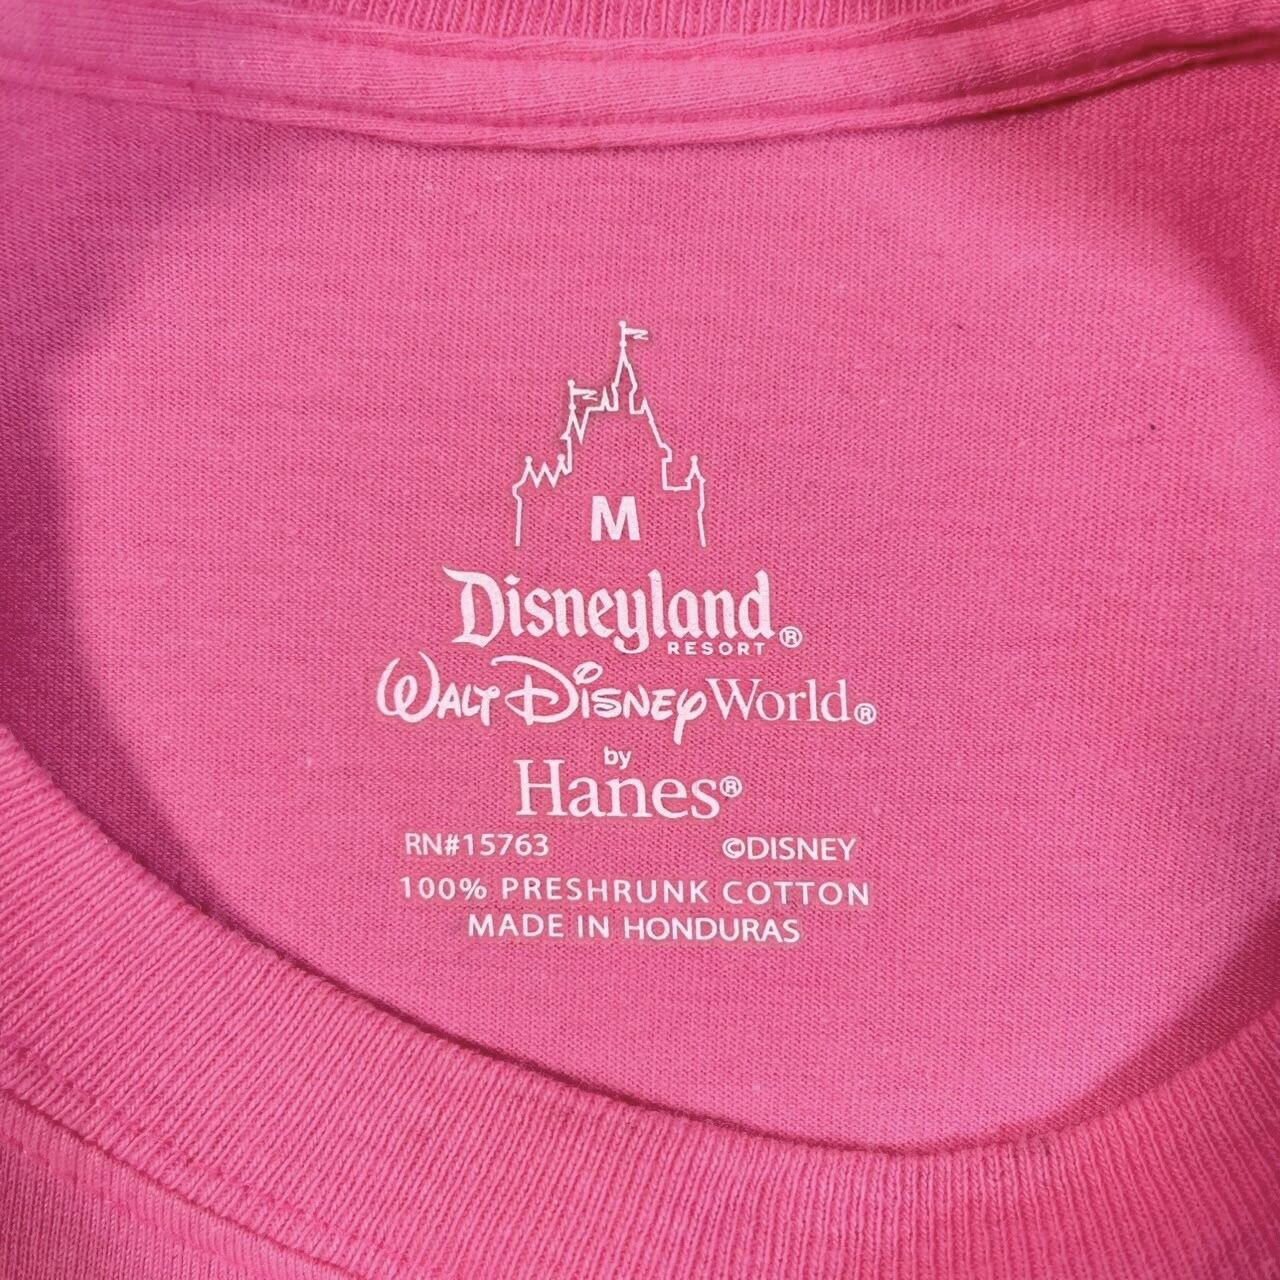 M
Disneyland®
RESORT
WALT DISNEY World®
by
Hanes®
RN#15763 ©DISNEY
100% PRESHRUNK COTTON
MADE IN HONDURAS